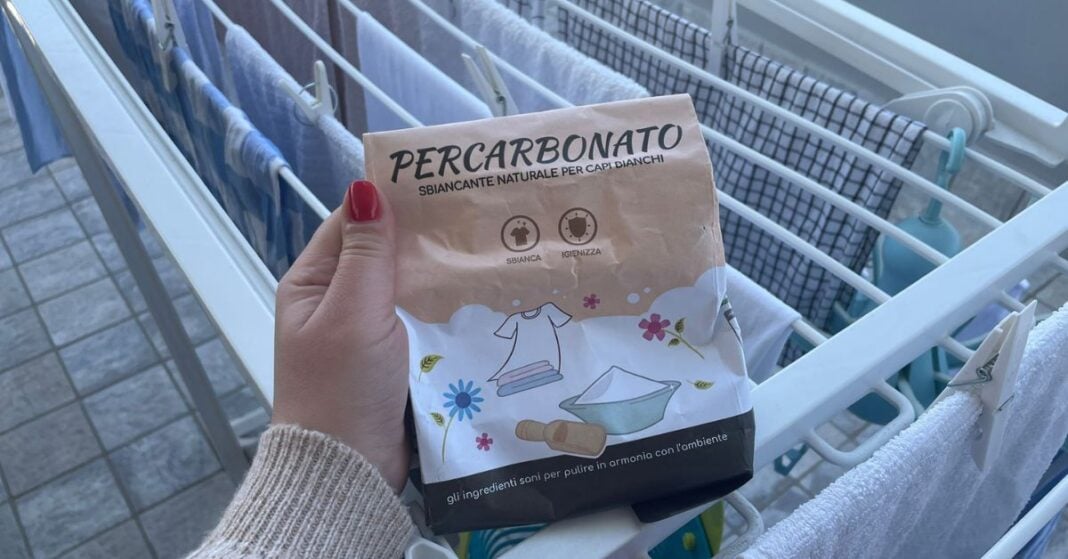 PERCARBONATO
SBIANCANTE NATURALE PER CAPI BIANCHI
SBIANCA IGIENIZZA
gli ingredienti sani per pulire in armonia con l'ambiente